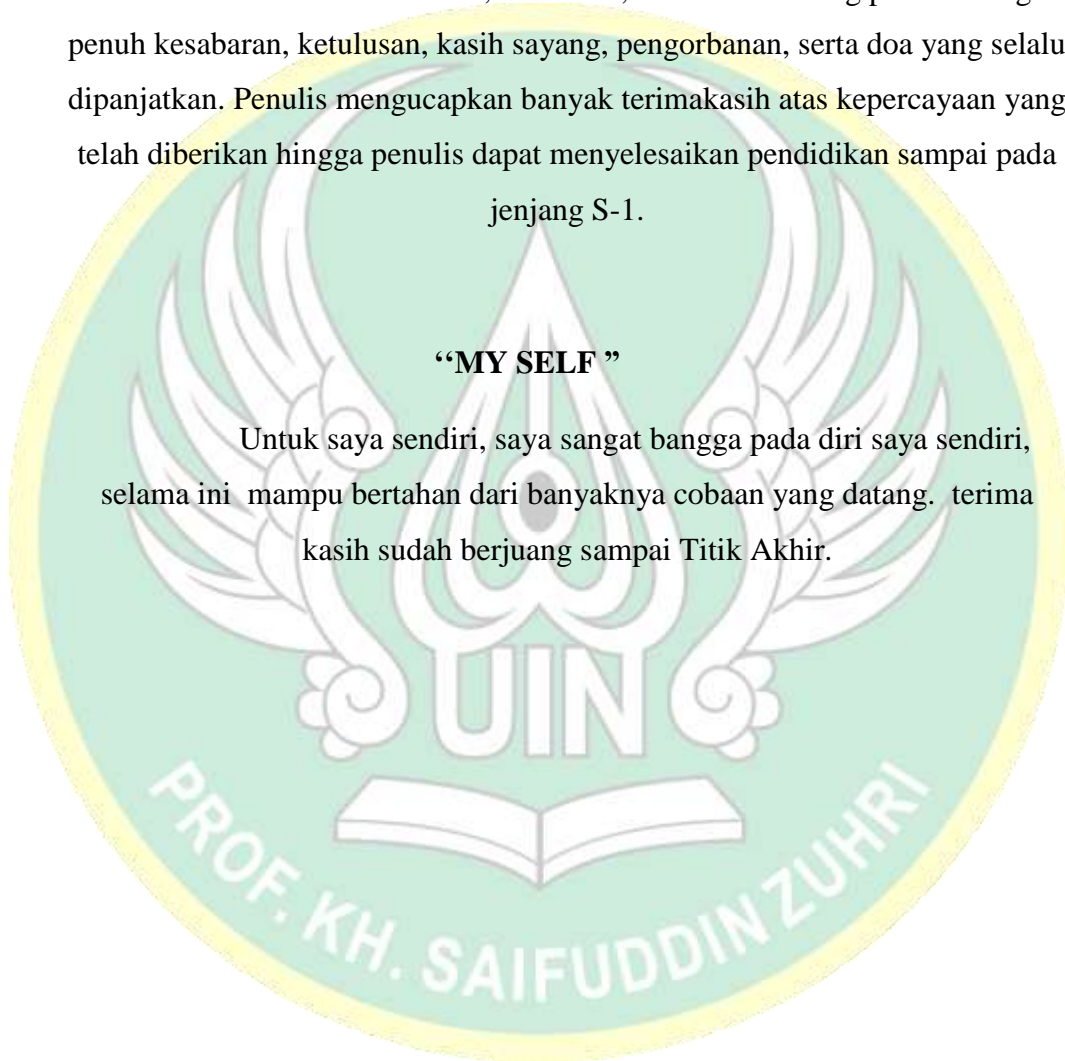 penuh kesabaran, ketulusan, kasih sayang, pengorbanan, serta doa yang selalu
dipanjatkan. Penulis mengucapkan banyak terimakasih atas kepercayaan yang
telah diberikan hingga penulis dapat menyelesaikan pendidikan sampai pada
jenjang S-1.
‘‘MY SELF ”
Untuk saya sendiri, saya sangat bangga pada diri saya sendiri,
selama ini  mampu bertahan dari banyaknya cobaan yang datang.  terima
kasih sudah berjuang sampai Titik Akhir.
UIN
PROF. KH. SAIFUDDIN ZUHRI